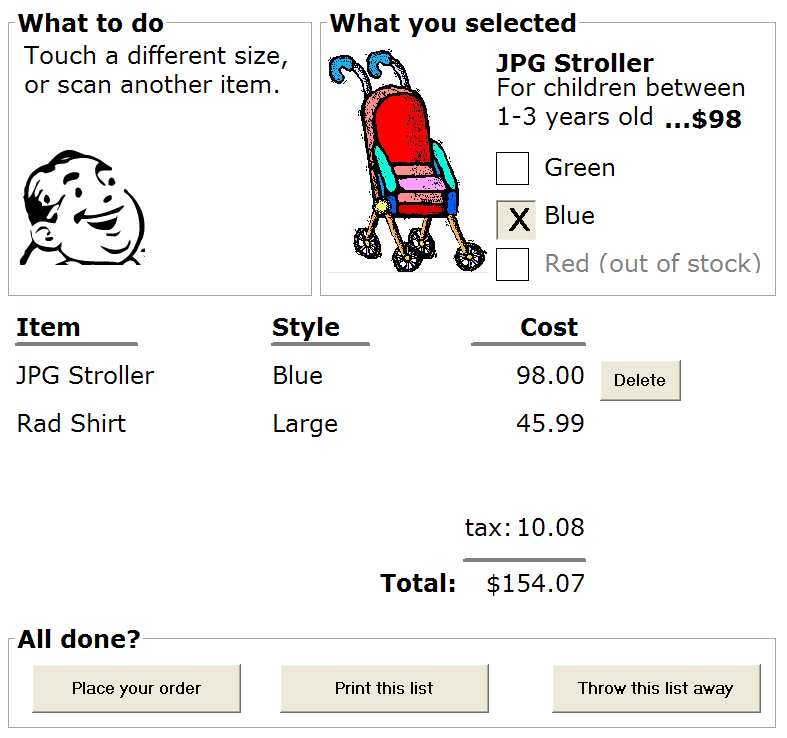 What to do
Touch a different size,
or scan another item.
What you selected
JPG Stroller
For children between
1-3 years old ...$98
Green
X Blue
Red (out of stock)
Item Style Cost
JPG Stroller Blue 98.00 Delete
Rad Shirt Large 45.99
tax: 10.08
Total: $154.07
All done?
Place your order Print this list Throw this list away